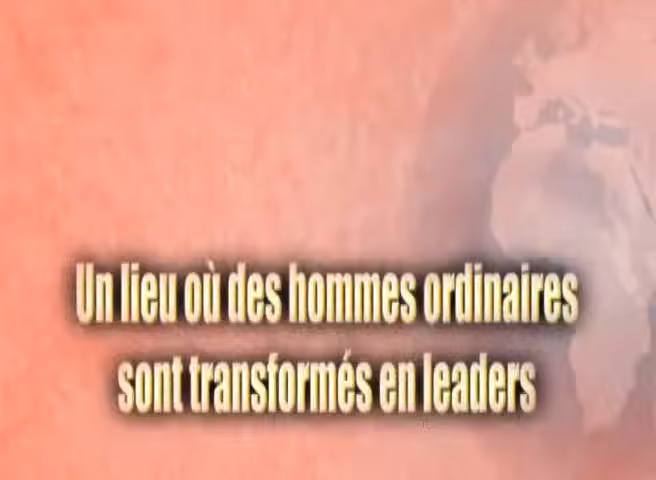 Un lieu où des hommes ordinaires
sont transformés en leaders